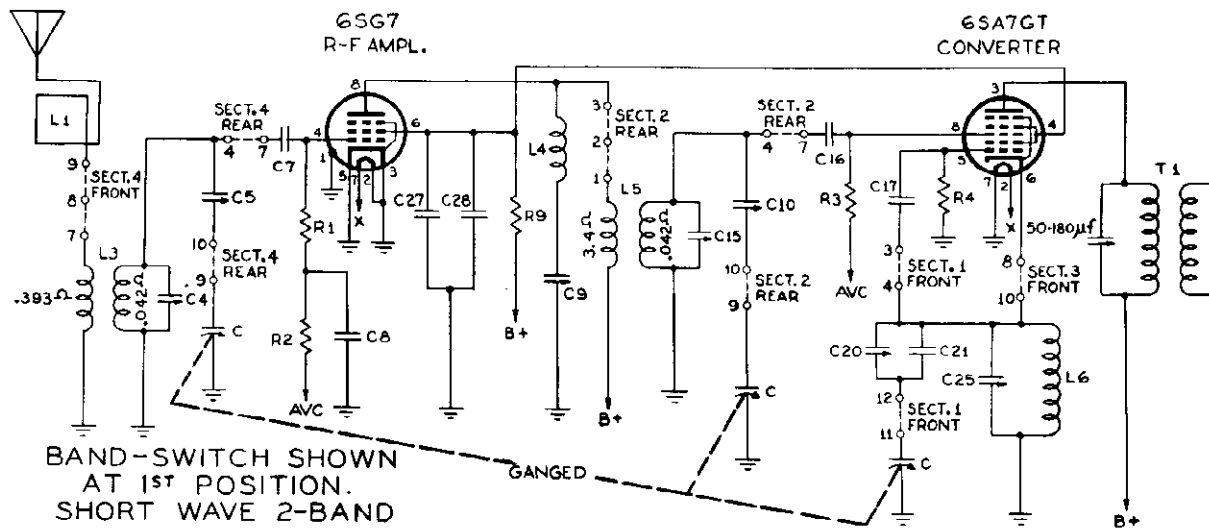 6SG7
R-F AMPL.
6SA7GT
CONVERTER
L1
9
SECT. 4
FRONT
8
7
L3
.393Ω
.042Ω
C4
C5
10
SECT. 4
REAR
9
C
SECT. 4
REAR
4
7
C7
R1
R2
C8
AVC
8
4
6
1
5
7
2
3
X
C27
C28
R9
B+
L4
C9
3
SECT. 2
REAR
2
1
L5
3.4Ω
.042Ω
C15
B+
SECT. 2
REAR
4
7
C16
C10
10
SECT. 2
REAR
9
C
R3
AVC
C17
R4
3
8
4
5
7
2
6
X
3
SECT. 1
FRONT
4
8
SECT. 3
FRONT
10
C20
C21
C25
L6
12
SECT. 1
FRONT
11
C
T1
50-180μf
B+
GANGED
BAND-SWITCH SHOWN
AT 1ST POSITION.
SHORT WAVE 2-BAND